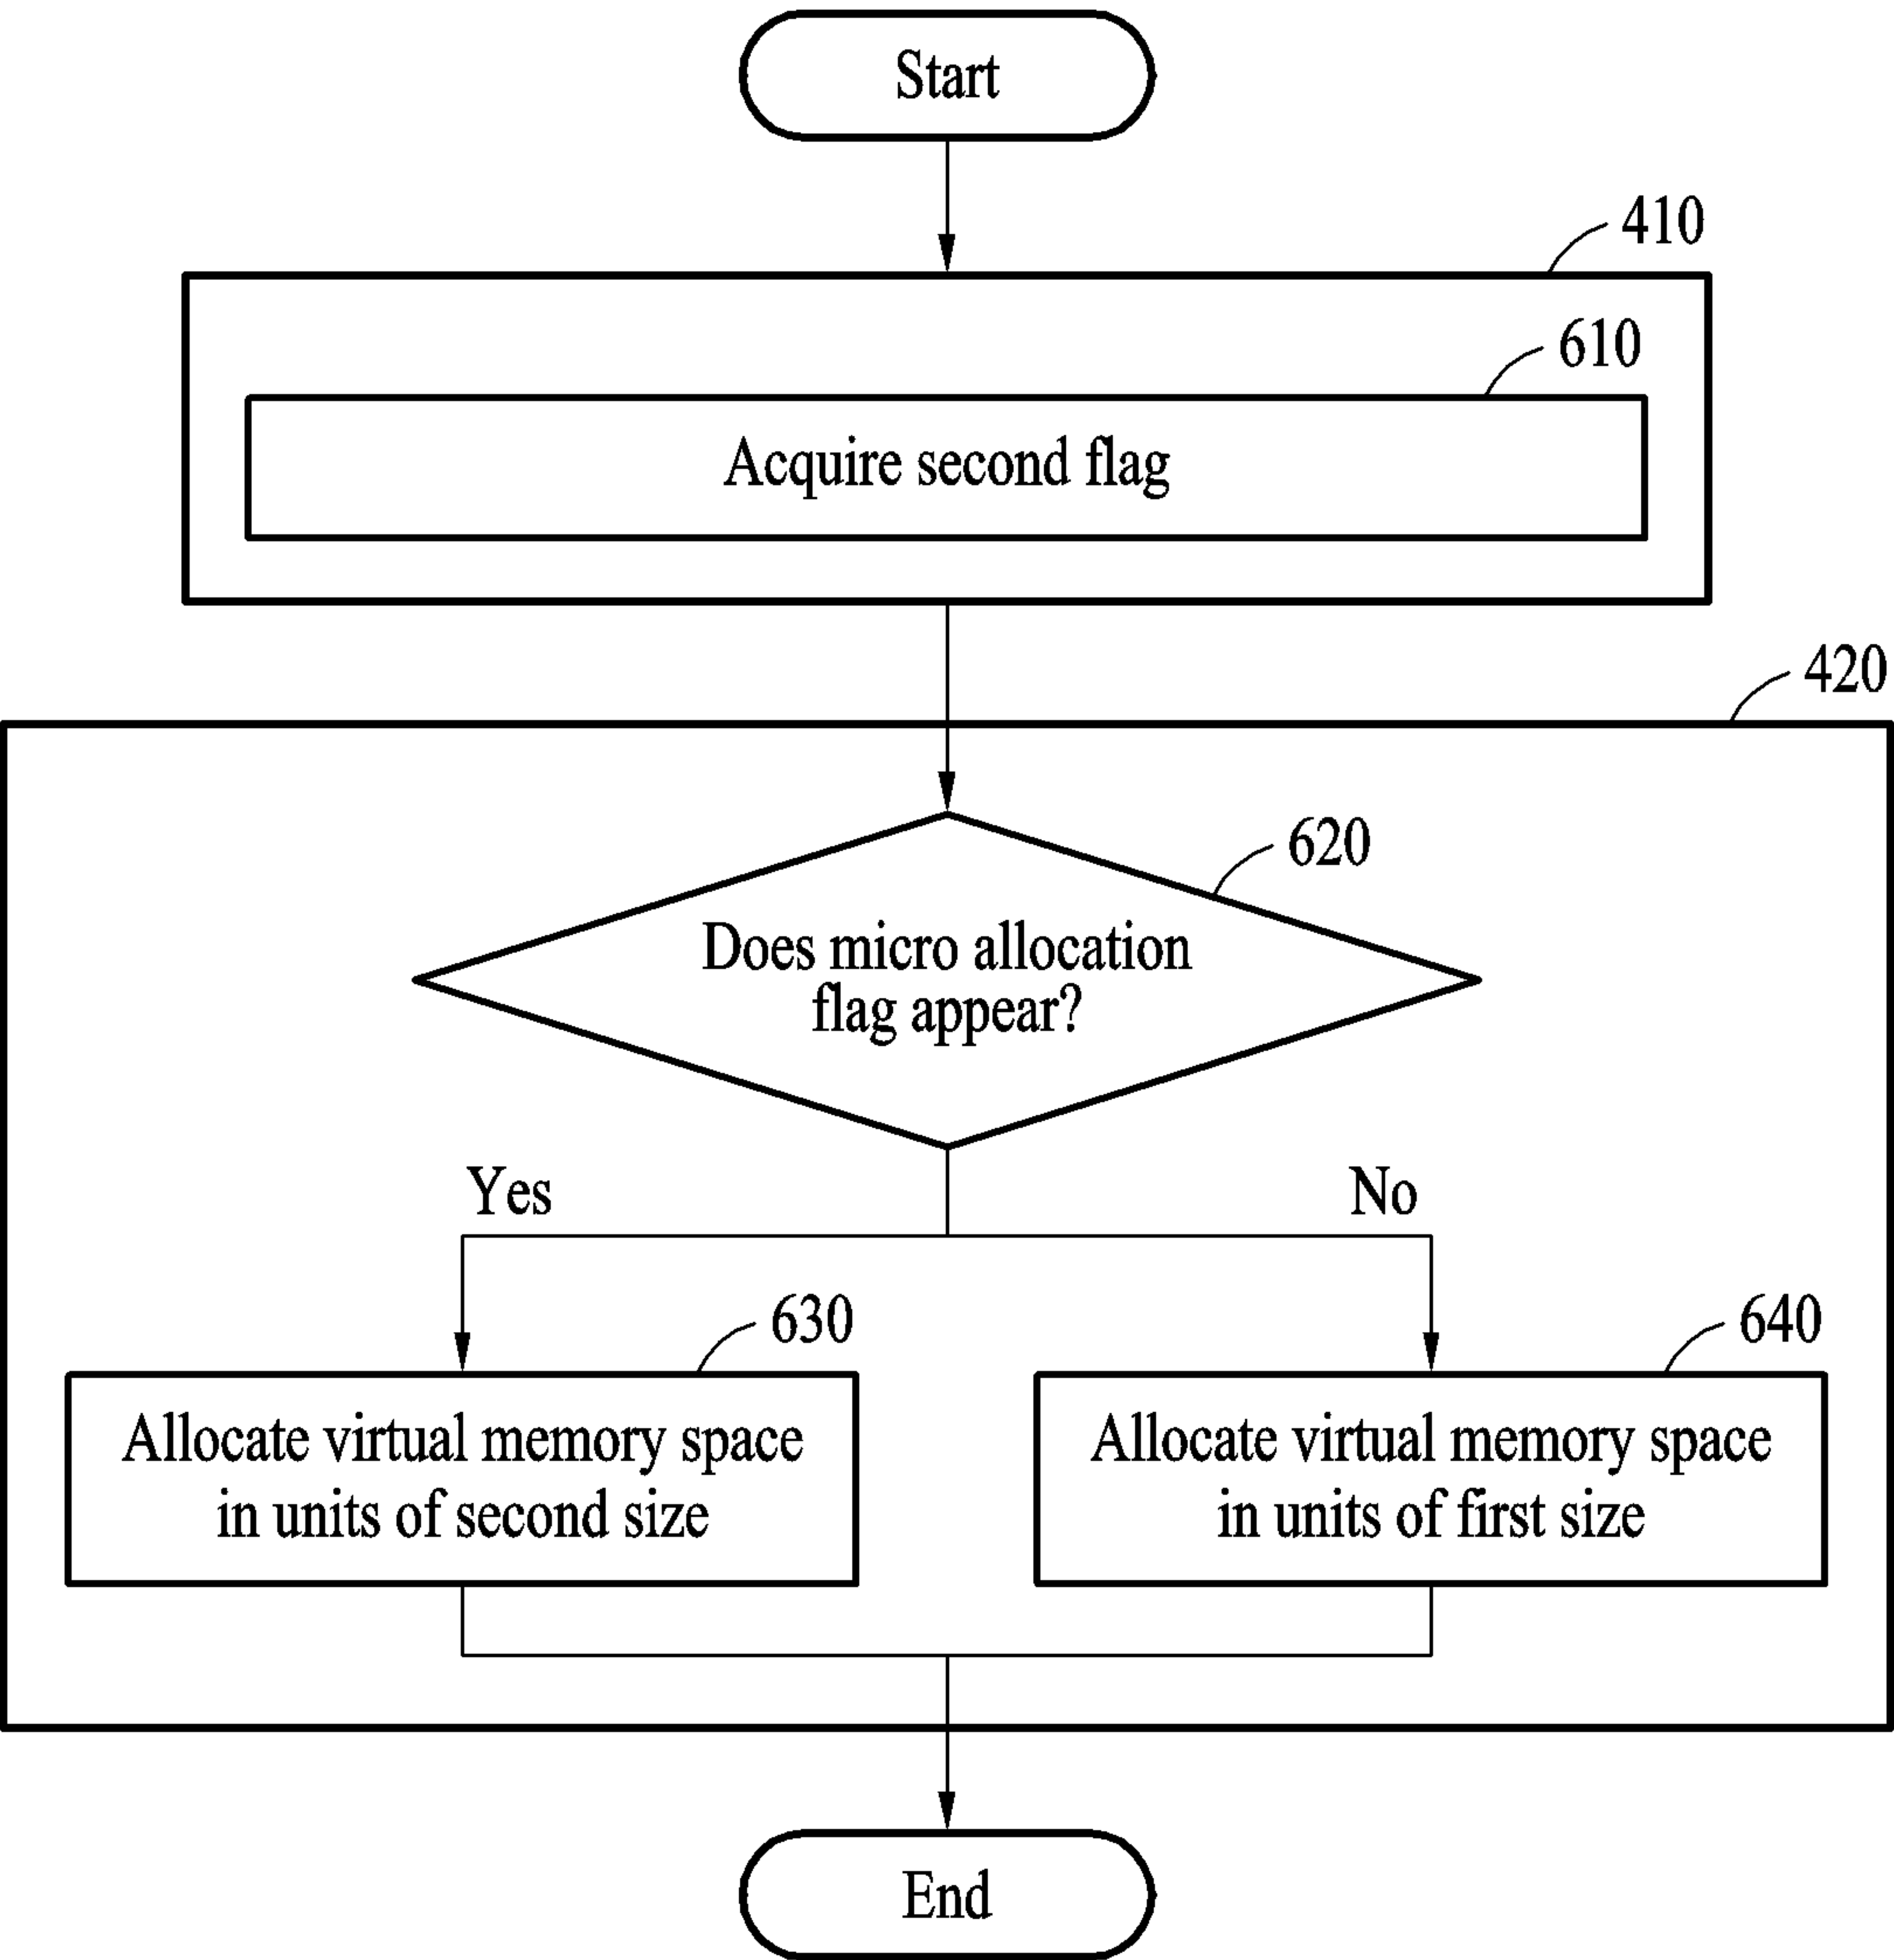 Start
410
610
Acquire second flag
420
620
Does micro allocation
flag appear?
Yes
No
630
640
Allocate virtual memory space
in units of second size
Allocate virtual memory space
in units of first size
End